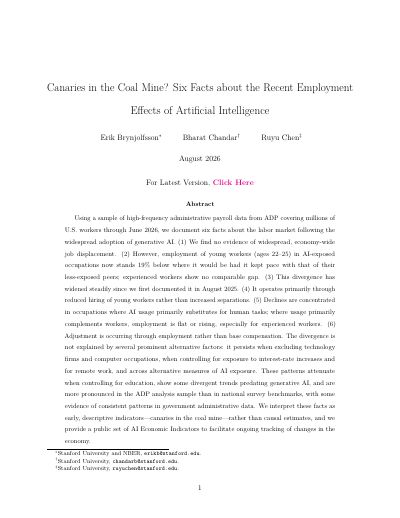 Canaries in the Coal Mine? Six Facts about the Recent Employment
Effects of Artificial Intelligence
Erik Brynjolfsson* Bharat Chandar† Ruyu Chen‡
August 2026
For Latest Version, Click Here
Abstract
Using a sample of high-frequency administrative payroll data from ADP covering millions of
U.S. workers through June 2026, we document six facts about the labor market following the
widespread adoption of generative AI. (1) We find no evidence of widespread, economy-wide
job displacement. (2) However, employment of young workers (ages 22–25) in AI-exposed
occupations now stands 19% below where it would be had it kept pace with that of their
less-exposed peers; experienced workers show no comparable gap. (3) This divergence has
widened steadily since we first documented it in August 2025. (4) It operates primarily through
reduced hiring of young workers rather than increased separations. (5) Declines are concentrated
in occupations where AI usage primarily substitutes for human tasks; where usage primarily
complements workers, employment is flat or rising, especially for experienced workers. (6)
Adjustment is occurring through employment rather than base compensation. The divergence is
not explained by several prominent alternative factors: it persists when excluding technology
firms and computer occupations, when controlling for exposure to interest-rate increases and
for remote work, and across alternative measures of AI exposure. These patterns attenuate
when controlling for education, show some divergent trends predating generative AI, and are
more pronounced in the ADP analysis sample than in national survey benchmarks, with some
evidence of consistent patterns in government administrative data. We interpret these facts as
early, descriptive indicators—canaries in the coal mine—rather than causal estimates, and we
provide a public set of AI Economic Indicators to facilitate ongoing tracking of changes in the
economy.
*Stanford University and NBER, erikb@stanford.edu.
†Stanford University, chandarb@stanford.edu.
‡Stanford University, ruyuchen@stanford.edu.
1